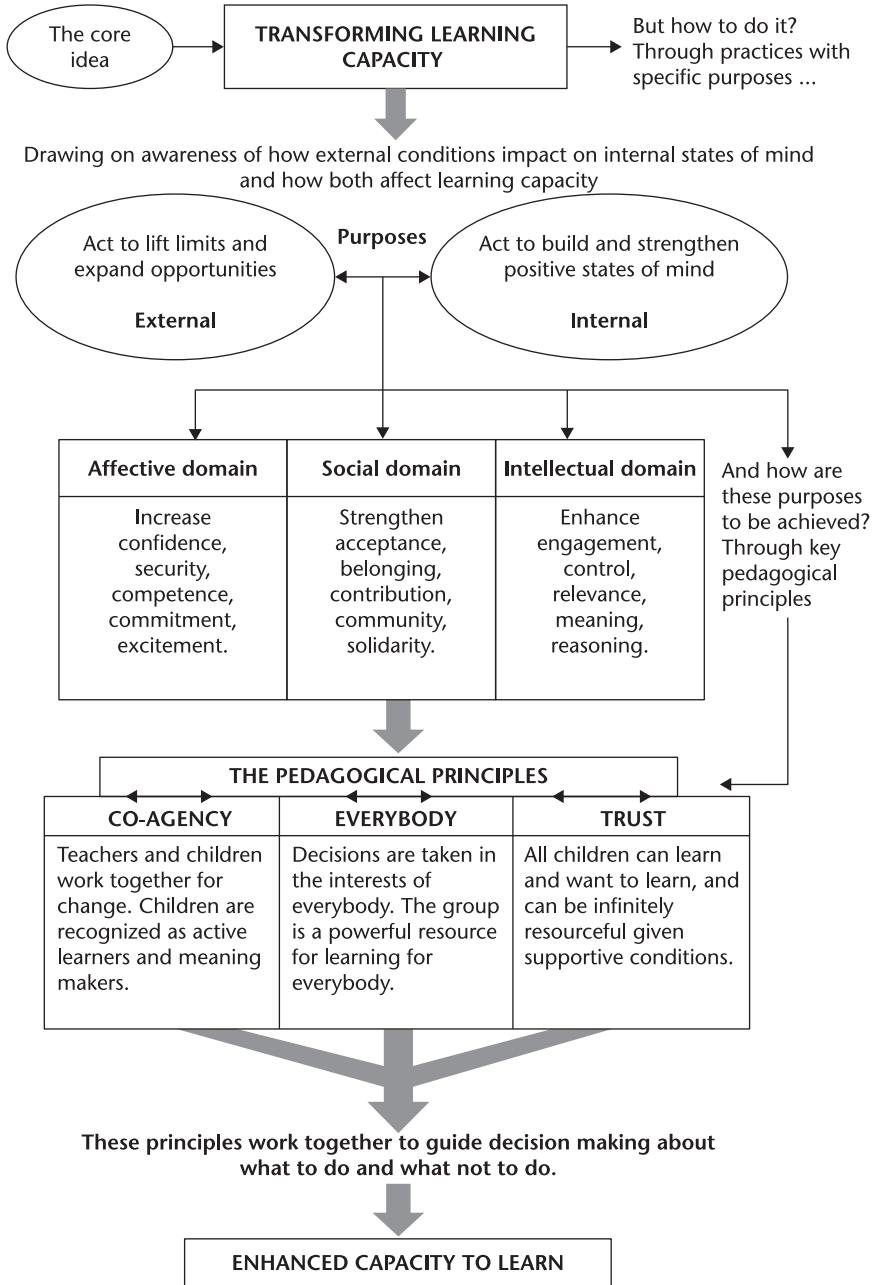 The core
idea
TRANSFORMING LEARNING
CAPACITY
But how to do it?
Through practices with
specific purposes ...
Drawing on awareness of how external conditions impact on internal states of mind
and how both affect learning capacity
Act to lift limits and
expand opportunities
External
Purposes
Act to build and strengthen
positive states of mind
Internal
Affective domain
Increase
confidence,
security,
competence,
commitment,
excitement.
Social domain
Strengthen
acceptance,
belonging,
contribution,
community,
solidarity.
Intellectual domain
Enhance
engagement,
control,
relevance,
meaning,
reasoning.
And how are
these purposes
to be achieved?
Through key
pedagogical
principles
THE PEDAGOGICAL PRINCIPLES
CO-AGENCY
Teachers and children
work together for
change. Children are
recognized as active
learners and meaning
makers.
EVERYBODY
Decisions are taken in
the interests of
everybody. The group
is a powerful resource
for learning for
everybody.
TRUST
All children can learn
and want to learn, and
can be infinitely
resourceful given
supportive conditions.
These principles work together to guide decision making about
what to do and what not to do.
ENHANCED CAPACITY TO LEARN